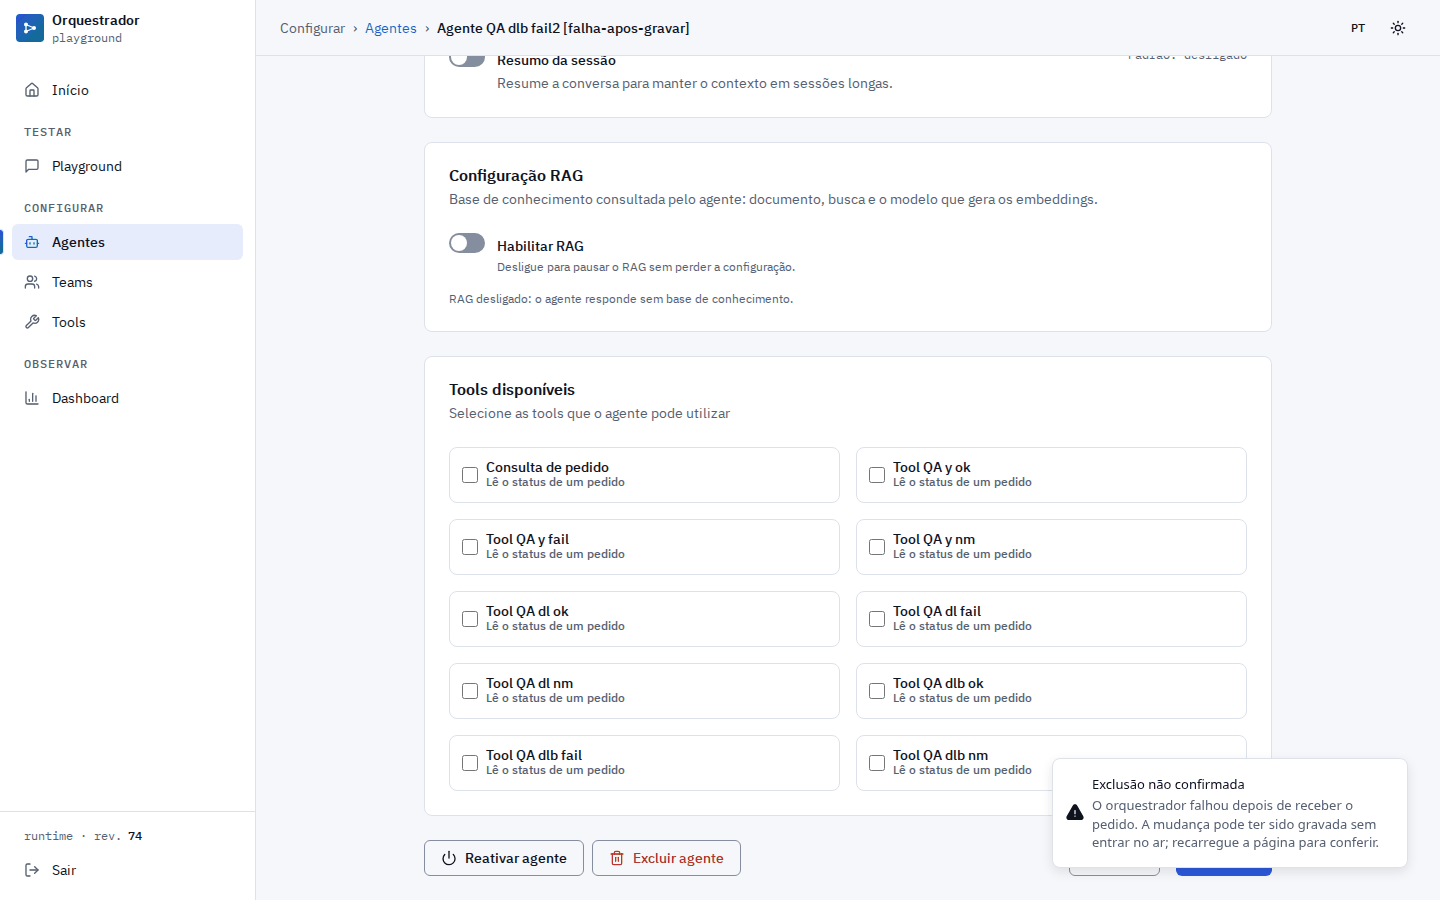 Orquestrador
playground
Início
TESTAR
Playground
CONFIGURAR
Agentes
Teams
Tools
OBSERVAR
Dashboard
runtime · rev. 74
Sair
Configurar › Agentes › Agente QA dlb fail2 [falha-apos-gravar]
PT
Resumo da sessão
Padrão: desligado
Resume a conversa para manter o contexto em sessões longas.
Configuração RAG
Base de conhecimento consultada pelo agente: documento, busca e o modelo que gera os embeddings.
Habilitar RAG
Desligue para pausar o RAG sem perder a configuração.
RAG desligado: o agente responde sem base de conhecimento.
Tools disponíveis
Selecione as tools que o agente pode utilizar
Consulta de pedido
Lê o status de um pedido
Tool QA y ok
Lê o status de um pedido
Tool QA y fail
Lê o status de um pedido
Tool QA y nm
Lê o status de um pedido
Tool QA dl ok
Lê o status de um pedido
Tool QA dl fail
Lê o status de um pedido
Tool QA dl nm
Lê o status de um pedido
Tool QA dlb ok
Lê o status de um pedido
Tool QA dlb fail
Lê o status de um pedido
Tool QA dlb nm
Lê o status de um pedido
Reativar agente
Excluir agente
Exclusão não confirmada
O orquestrador falhou depois de receber o
pedido. A mudança pode ter sido gravada sem
entrar no ar; recarregue a página para conferir.